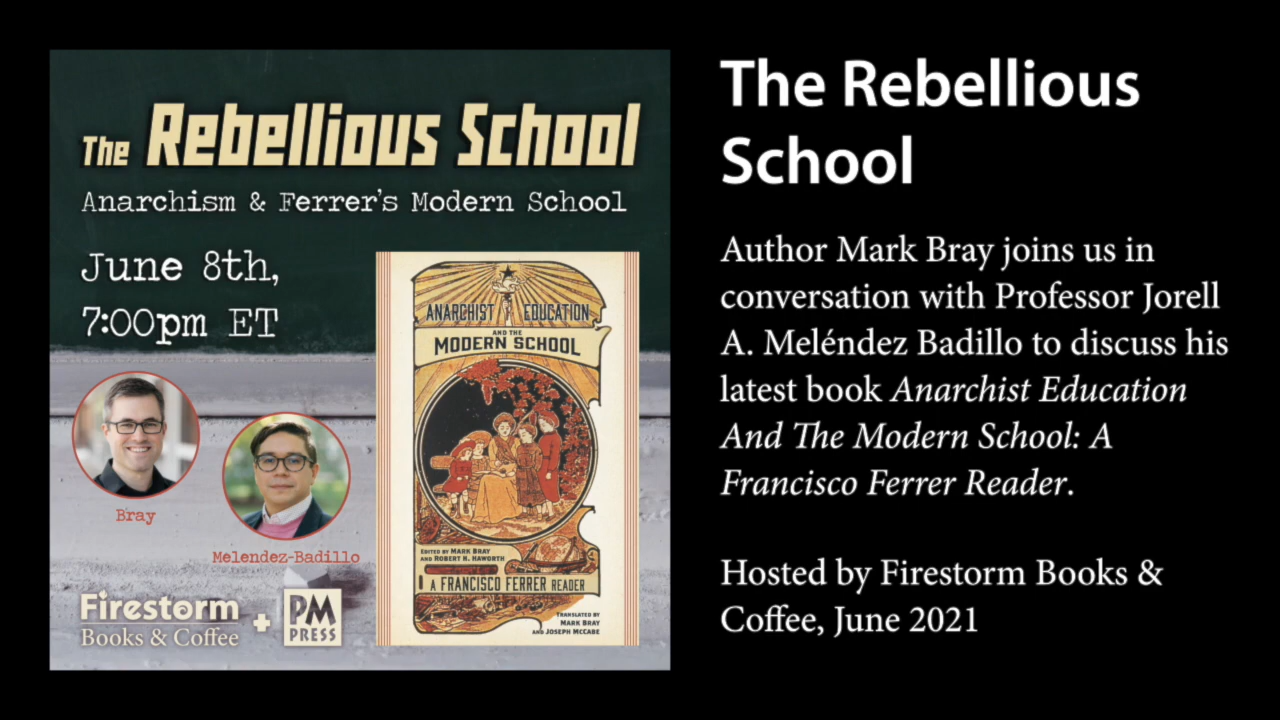 The Rebellious School
Anarchism & Ferrer's Modern School
June 8th,
7:00pm ET
Bray
Melendez-Badillo
Firestorm
Books & Coffee
+
PM
PRESS
ANARCHIST EDUCATION
AND THE
MODERN SCHOOL
EDITED BY MARK BRAY
AND ROBERT H. HAWORTH
A FRANCISCO FERRER READER
TRANSLATED BY
MARK BRAY
AND JOSEPH MCCABE
The Rebellious
School
Author Mark Bray joins us in
conversation with Professor Jorell
A. Meléndez Badillo to discuss his
latest book Anarchist Education
And The Modern School: A
Francisco Ferrer Reader.
Hosted by Firestorm Books &
Coffee, June 2021